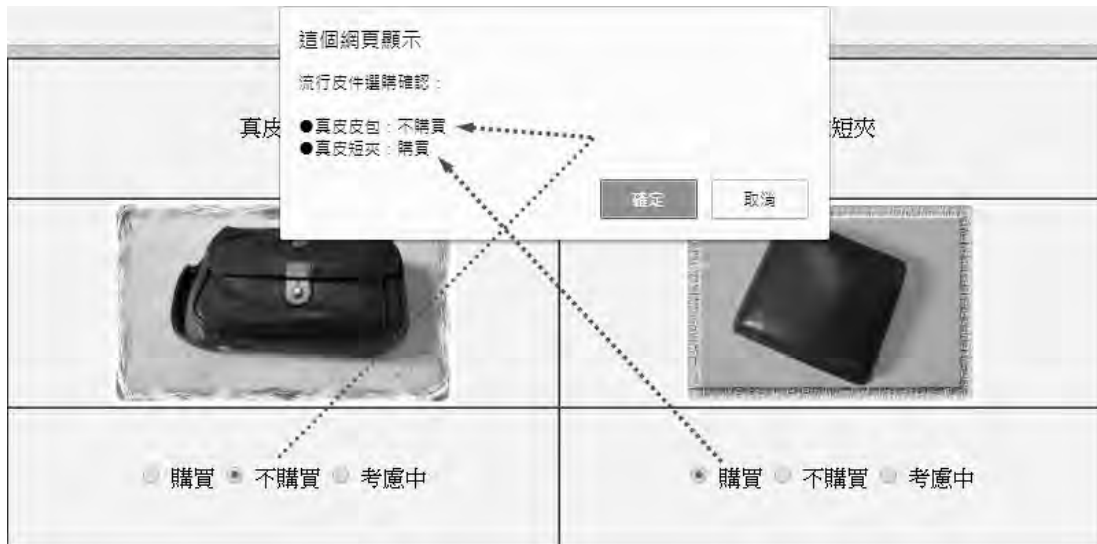 這個網頁顯示
流行皮件選購確認：
●真皮皮包：不購買
●真皮短夾：購買
確定 取消
真皮
短夾
購買 不購買 考慮中
購買 不購買 考慮中